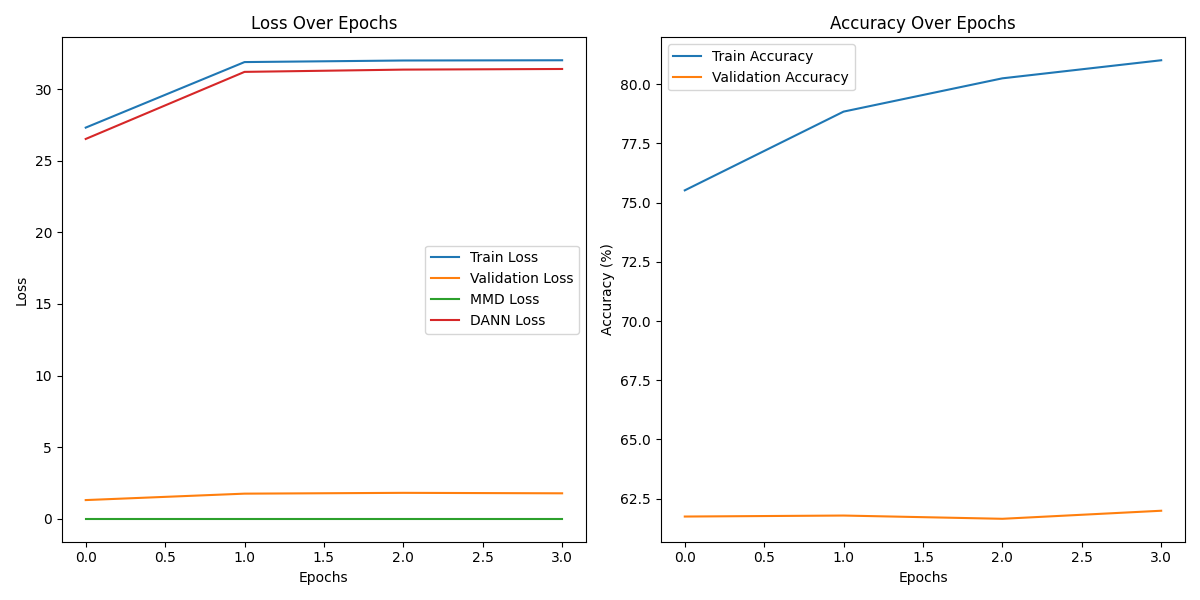 Loss Over Epochs
Loss
30
25
20
15
10
5
0
Train Loss
Validation Loss
MMD Loss
DANN Loss
0.0 0.5 1.0 1.5 2.0 2.5 3.0
Epochs
Accuracy Over Epochs
Train Accuracy
Validation Accuracy
Accuracy (%)
80.0
77.5
75.0
72.5
70.0
67.5
65.0
62.5
0.0 0.5 1.0 1.5 2.0 2.5 3.0
Epochs